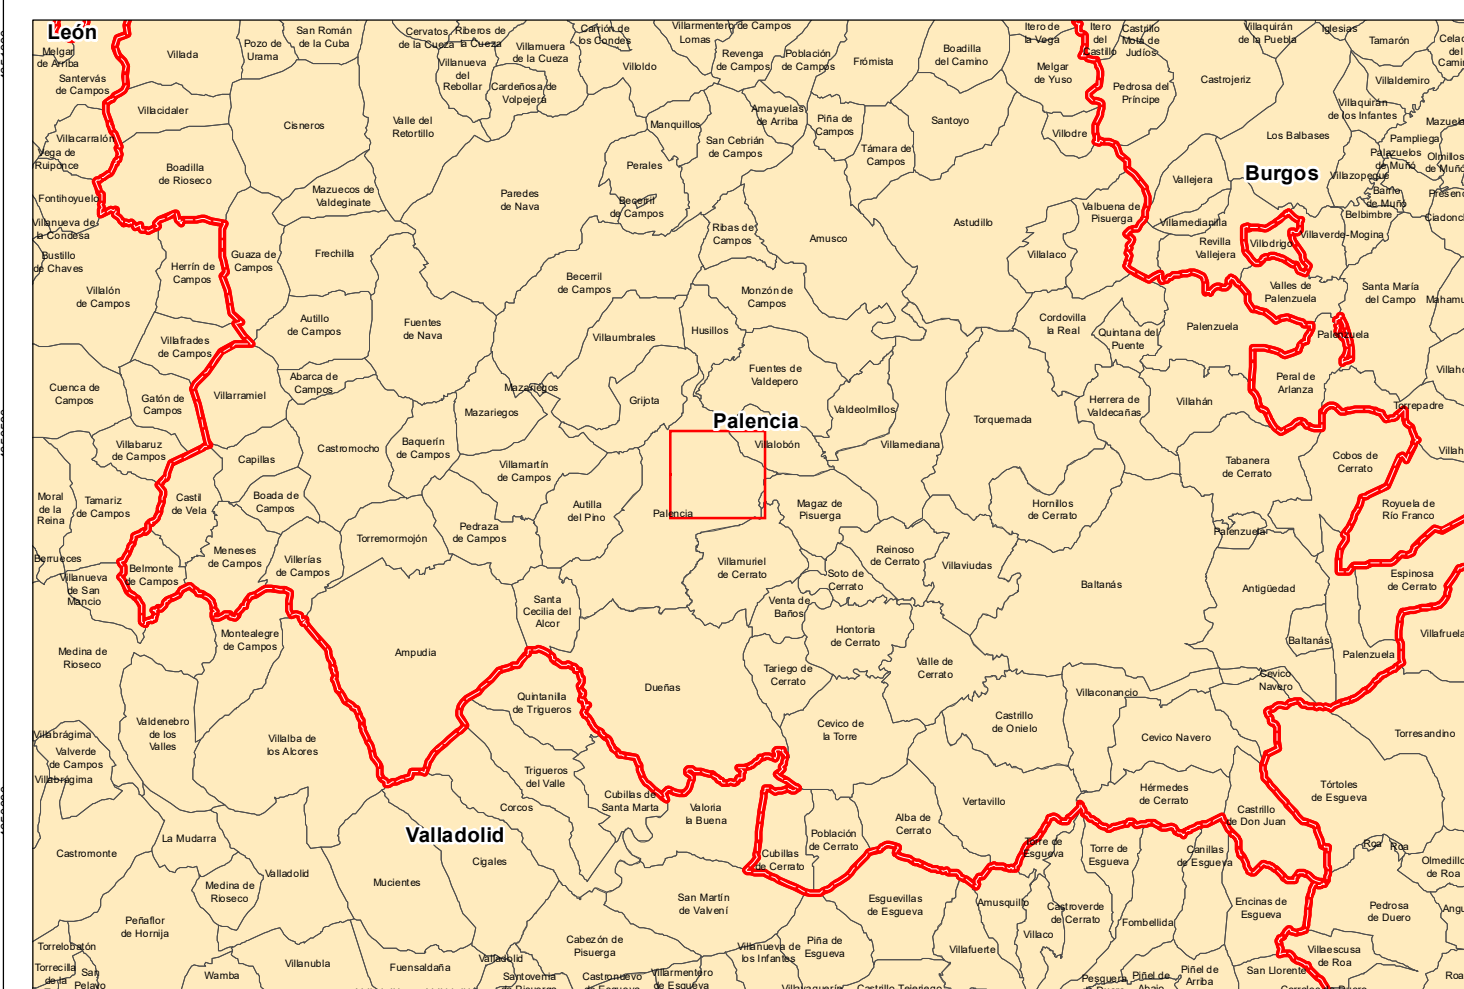 León
Melgar
de Arriba
Santervás
de Campos
Villada
Pozo de
Urama
San Román
de la Cuba
Cervatos
de la Cueza
Riberos de
la Cueza
Villanueva
del
Rebollar
Villamuera
de la Cueza
Cardeñosa de
Volpejera
Carrión de
los Condes
Villoldo
Villarmentero de Campos
Lomas
Revenga
de Campos
Población
de Campos
Frómista
Boadilla
del Camino
Itero de
la Vega
Melgar
de Yuso
Itero
del
Castillo
Castrillo
Mota de
Judíos
Pedrosa del
Príncipe
Castrojeriz
Villaquirán
de la Puebla
Iglesias
Tamarón
Villaldemiro
Villaquirán
de los Infantes
Los Balbases
Pampliega
Palazuelos
de Muñó
Villazopeque
Barrio
de Muñó
Belbimbre
Villacidaler
Villacarralón
Vega de
Ruiponce
Cisneros
Valle del
Retortillo
Boadilla
de Rioseco
Mazuecos de
Valdeginate
Paredes
de Nava
Manquillos
Perales
Becerril
de Campos
San Cebrián
de Campos
Amayuelas
de Arriba
Piña de
Campos
Támara de
Campos
Santoyo
Villodre
Vallejera
Burgos
Fontihoyuelo
Villanueva de
la Condesa
Bustillo
de Chaves
Villalón
de Campos
Herrín de
Campos
Guaza de
Campos
Frechilla
Becerril
de Campos
Ribas de
Campos
Amusco
Astudillo
Valbuena de
Pisuerga
Villalaco
Villamedianilla
Revilla
Vallejera
Villodrigo
Villaverde-Mogina
Valles de
Palenzuela
Santa María
del Campo
Villafrades
de Campos
Autillo
de Campos
Fuentes
de Nava
Villaumbrales
Husillos
Monzón de
Campos
Cordovilla
la Real
Quintana del
Puente
Palenzuela
Palenzuela
Cuenca de
Campos
Gatón de
Campos
Villarramiel
Abarca de
Campos
Mazariegos
Mazariegos
Grijota
Fuentes de
Valdepero
Valdeolmillos
Torquemada
Herrera de
Valdecañas
Villahán
Peral de
Arlanza
Torrepadre
Palencia
Villabaruz
de Campos
Capillas
Castromocho
Baquerín
de Campos
Villamartín
de Campos
Villalobón
Villamediana
Tabanera
de Cerrato
Cobos de
Cerrato
Moral
de la
Reina
Tamariz
de Campos
Castil
de Vela
Boada de
Campos
Pedraza
de Campos
Autilla
del Pino
Palencia
Magaz de
Pisuerga
Hornillos
de Cerrato
Palenzuela
Royuela de
Río Franco
Berrueces
Villanueva
de San
Mancio
Belmonte
de Campos
Meneses
de Campos
Villerías
de Campos
Torremormojón
Villamuriel
de Cerrato
Reinoso
de Cerrato
Soto de
Cerrato
Villaviudas
Baltanás
Antigüedad
Espinosa
de Cerrato
Santa
Cecilia del
Alcor
Venta de
Baños
Hontoria
de Cerrato
Baltanás
Palenzuela
Medina de
Rioseco
Montealegre
de Campos
Ampudia
Dueñas
Tariego de
Cerrato
Valle de
Cerrato
Villaconancio
Cevico
Navero
Quintanilla
de Trigueros
Valdenebro
de los
Valles
Villalba de
los Alcores
Cevico de
la Torre
Castrillo
de Onielo
Cevico Navero
Torresandino
Villabrágima
Valverde
de Campos
Villabrágima
Trigueros
del Valle
Corcos
Cubillas de
Santa Marta
Valoria
la Buena
Vertavillo
Hérmedes
de Cerrato
Tórtoles
de Esgueva
La Mudarra
Valladolid
Cigales
Población
de Cerrato
Alba de
Cerrato
Castrillo
de Don Juan
Castromonte
Cubillas
de Cerrato
Torre de
Esgueva
Torre de
Esgueva
Canillas
de Esgueva
Roa
Roa
Medina de
Rioseco
Valladolid
Mucientes
San Martín
de Valvení
Esguevillas
de Esgueva
Amusquillo
Castroverde
de Cerrato
Encinas de
Esgueva
Pedrosa
de Duero
Peñaflor
de Hornija
Villaco
Fombellida
Torrelobatón
Cabezón de
Pisuerga
Villanueva de
los Infantes
Piña de
Esgueva
Villafuerte
Villaescusa
de Roa
Torrecilla
de la
San
Pelayo
Wamba
Villanubla
Fuensaldaña
Valladolid
Santovenia
Castronuevo
Villarmentero
de Esgueva
Castrillo Tejeriego
Piñel de
Abajo
Piñel de
Arriba
San Llorente